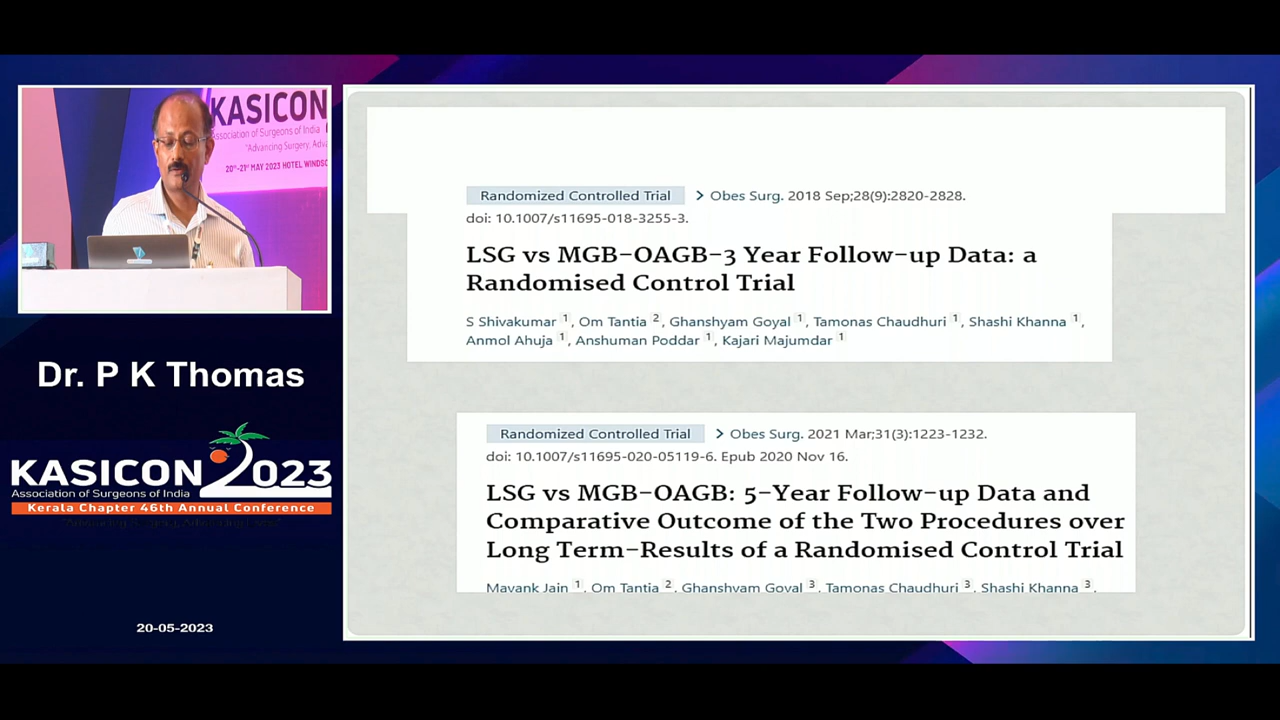 KASICON
Association of Surgeons of India
"Advancing Surgery, Adva
20th-21st MAY 2023 HOTEL WINDSO
Dr. P K Thomas
KASICON 2023
Association of Surgeons of India
Kerala Chapter 46th Annual Conference
20-05-2023
Randomized Controlled Trial > Obes Surg. 2018 Sep;28(9):2820-2828.
doi: 10.1007/s11695-018-3255-3.
LSG vs MGB-OAGB-3 Year Follow-up Data: a
Randomised Control Trial
S Shivakumar 1, Om Tantia 2, Ghanshyam Goyal 1, Tamonas Chaudhuri 1, Shashi Khanna 1,
Anmol Ahuja 1, Anshuman Poddar 1, Kajari Majumdar 1
Randomized Controlled Trial > Obes Surg. 2021 Mar;31(3):1223-1232.
doi: 10.1007/s11695-020-05119-6. Epub 2020 Nov 16.
LSG vs MGB-OAGB: 5-Year Follow-up Data and
Comparative Outcome of the Two Procedures over
Long Term-Results of a Randomised Control Trial
Mayank Jain 1, Om Tantia 2, Ghanshyam Goyal 3, Tamonas Chaudhuri 3, Shashi Khanna 3,